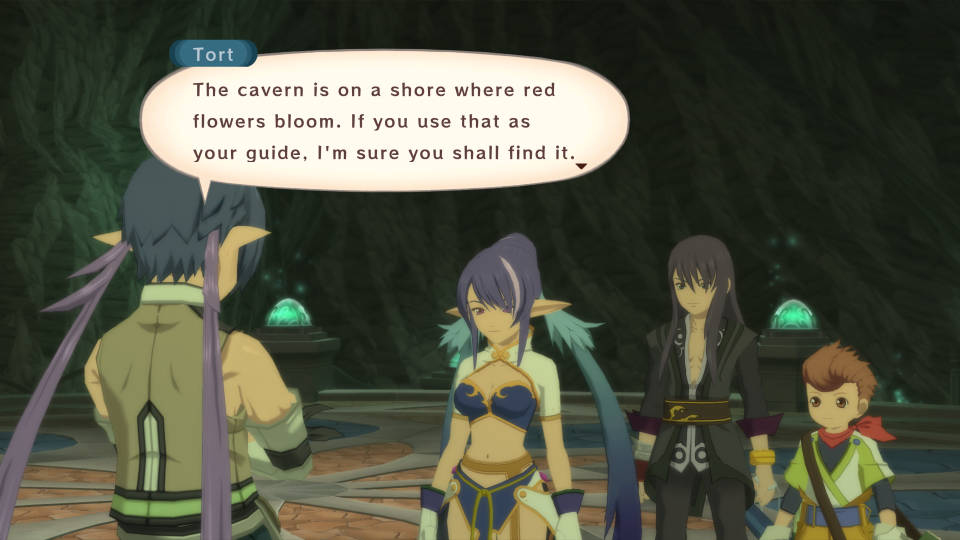 Tort
The cavern is on a shore where red
flowers bloom. If you use that as
your guide, I'm sure you shall find it.